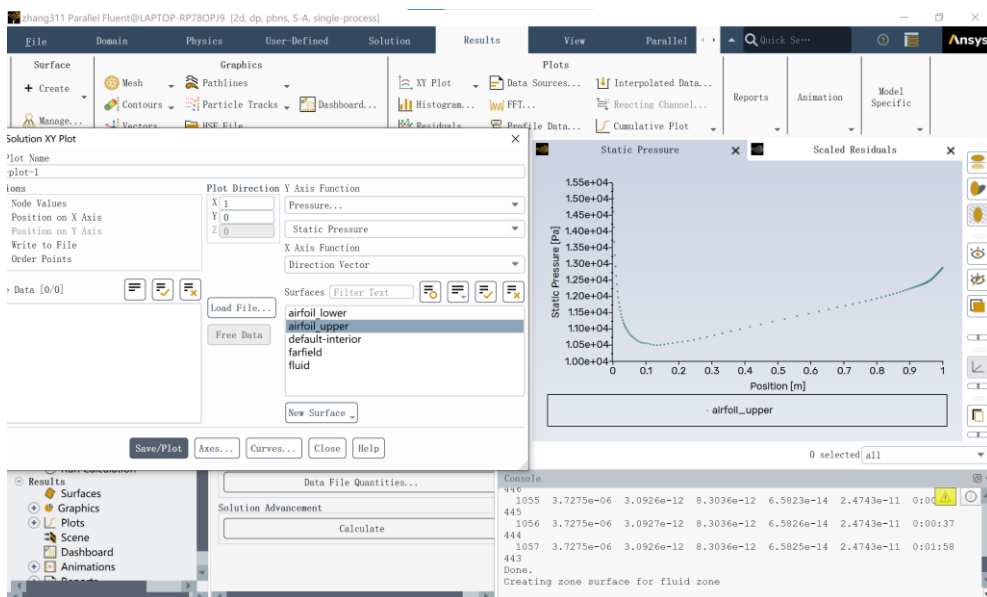 zhang311 Parallel Fluent@LAPTOP-RP78OPJ9 [2d, dp, pbns, S-A, single-process]
File Domain Physics User-Defined Solution Results View Parallel Quick Se··· Ansys
Surface Graphics Plots
+ Create Mesh Pathlines XY Plot Data Sources... Interpolated Data...
Contours Particle Tracks Dashboard... Histogram... FFT... Reacting Channel... Reports Animation Model Specific
Manage... Vectors HSF File Residuals Profile Data... Cumulative Plot
Solution XY Plot
Plot Name
plot-1
ions
Node Values
Position on X Axis
Position on Y Axis
Write to File
Order Points
Plot Direction
X 1
Y 0
Z 0
Y Axis Function
Pressure...
Static Pressure
X Axis Function
Direction Vector
e Data [0/0]
Load File...
Free Data
Surfaces Filter Text
airfoil_lower
airfoil_upper
default-interior
farfield
fluid
New Surface
Save/Plot Axes... Curves... Close Help
Static Pressure Scaled Residuals
1.55e+04
1.50e+04
1.45e+04
1.40e+04
1.35e+04
1.30e+04
1.25e+04
1.20e+04
1.15e+04
1.10e+04
1.05e+04
1.00e+04
Static Pressure [Pa]
0 0.1 0.2 0.3 0.4 0.5 0.6 0.7 0.8 0.9 1
Position [m]
airfoil_upper
0 selected all
Run Calculation
Results
Surfaces
Graphics
Plots
Scene
Dashboard
Animations
Reports
Data File Quantities...
Solution Advancement
Calculate
Console
446
1055 3.7275e-06 3.0926e-12 8.3036e-12 6.5823e-14 2.4743e-11
445
1056 3.7275e-06 3.0926e-12 8.3036e-12 6.5826e-14 2.4743e-11 0:00:37
444
1057 3.7275e-06 3.0926e-12 8.3036e-12 6.5825e-14 2.4743e-11 0:01:58
443
Done.
Creating zone surface for fluid zone